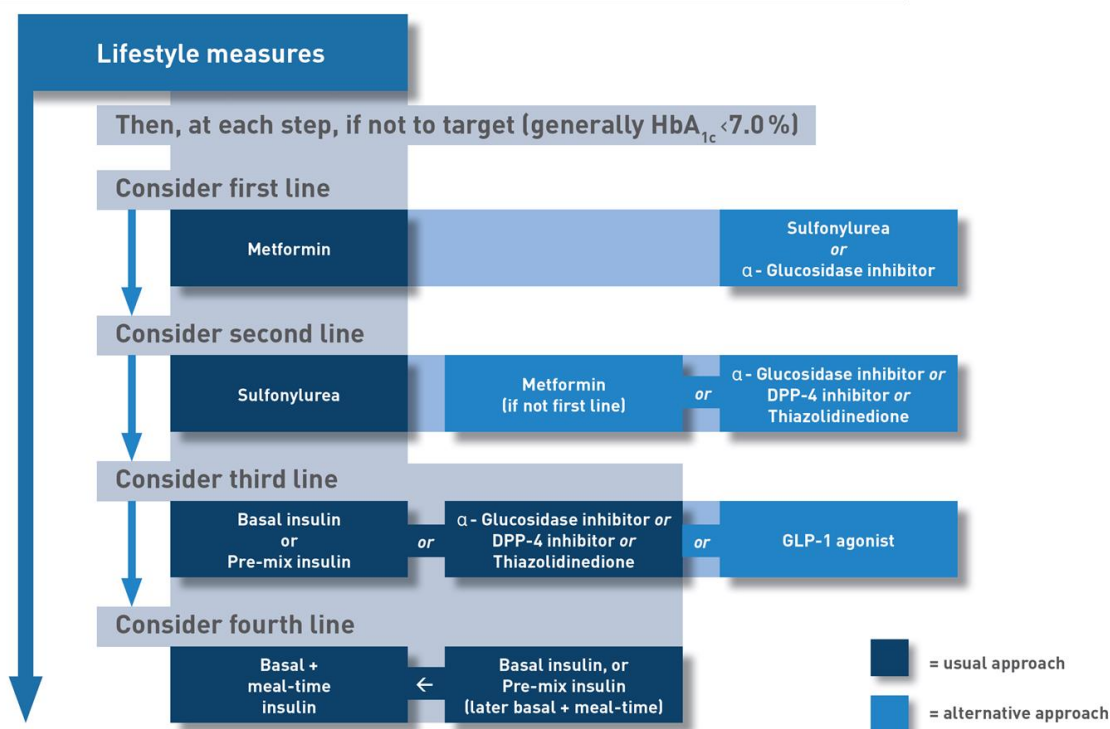 Lifestyle measures
Then, at each step, if not to target (generally HbA1c <7.0%)
Consider first line
Metformin
Sulfonylurea
or
α - Glucosidase inhibitor
Consider second line
Sulfonylurea
Metformin
(if not first line)
or
α - Glucosidase inhibitor or
DPP-4 inhibitor or
Thiazolidinedione
Consider third line
Basal insulin
or
Pre-mix insulin
or
α - Glucosidase inhibitor or
DPP-4 inhibitor or
Thiazolidinedione
or
GLP-1 agonist
Consider fourth line
Basal +
meal-time
insulin
←
Basal insulin, or
Pre-mix insulin
(later basal + meal-time)
= usual approach
= alternative approach